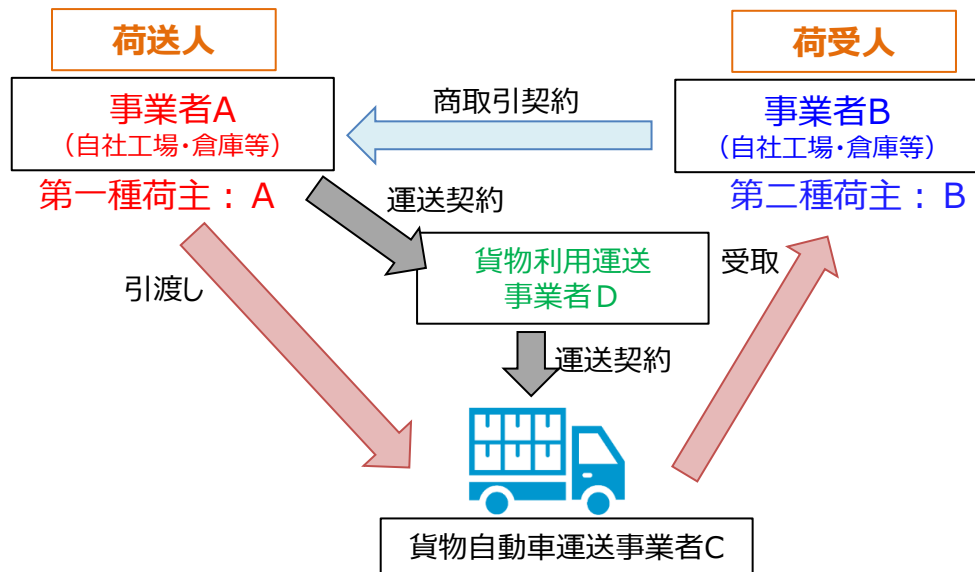 荷送人
荷受人
事業者A
(自社工場・倉庫等)
商取引契約
事業者B
(自社工場・倉庫等)
第一種荷主：A
第二種荷主：B
運送契約
貨物利用運送
事業者D
引渡し
受取
運送契約
貨物自動車運送事業者C